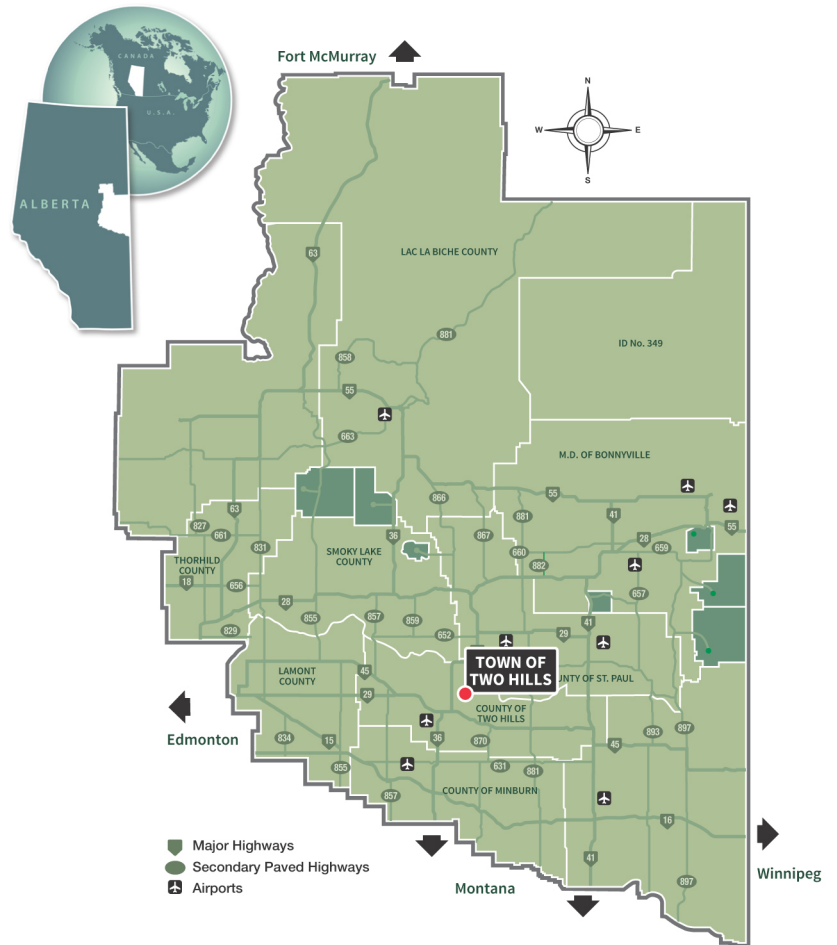 Fort McMurray
CANADA
U.S.A.
ALBERTA
N
W
E
S
63
LAC LA BICHE COUNTY
881
ID No. 349
858
55
663
M.D. OF BONNYVILLE
866
55
63
827
661
881
41
55
831
36
867
28
659
SMOKY LAKE
COUNTY
660
THORHILD
COUNTY
882
18
656
657
28
855
857
859
41
829
652
29
TOWN OF
TWO HILLS
LAMONT
COUNTY
45
UNTY OF ST. PAUL
29
COUNTY OF
TWO HILLS
Edmonton
834
15
36
870
45
893
897
855
631
881
857
COUNTY OF MINBURN
16
Major Highways
Secondary Paved Highways
Airports
41
Montana
897
Winnipeg